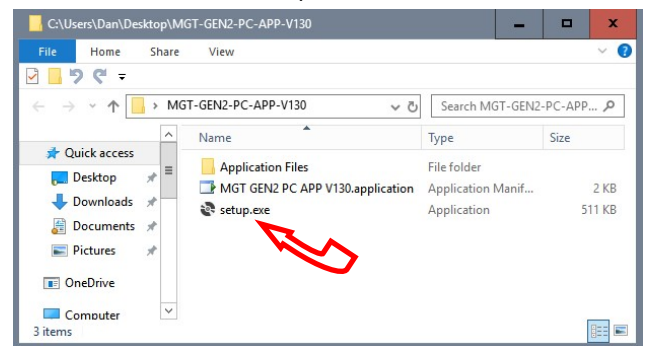 C:\Users\Dan\Desktop\MGT-GEN2-PC-APP-V130
File Home Share View
MGT-GEN2-PC-APP-V130 Search MGT-GEN2-PC-APP...
Name Type Size
Quick access
Desktop
Downloads
Documents
Pictures
OneDrive
Computer
Application Files File folder
MGT GEN2 PC APP V130.application Application Manif... 2 KB
setup.exe Application 511 KB
3 items